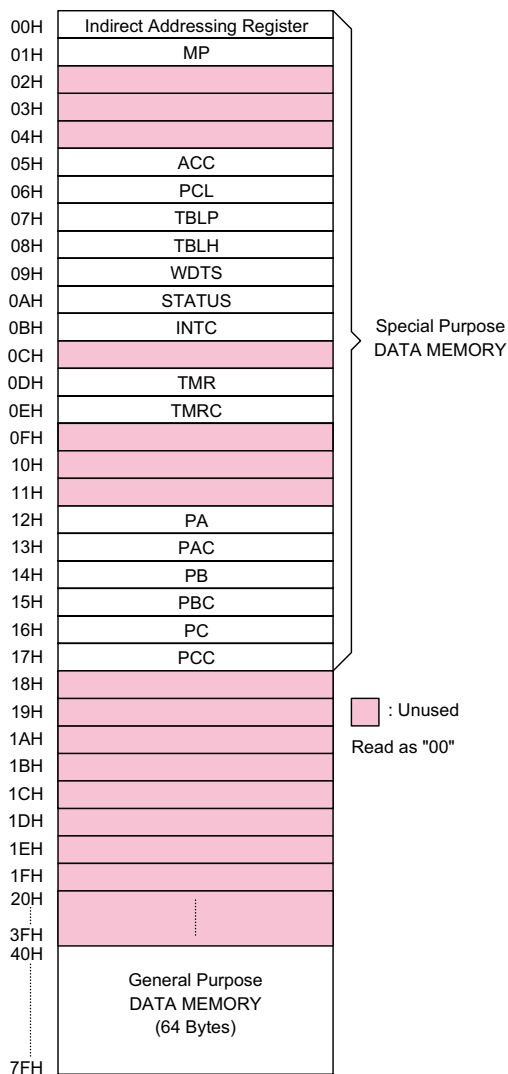 00H Indirect Addressing Register
01H MP
02H
03H
04H
05H ACC
06H PCL
07H TBLP
08H TBLH
09H WDTS
0AH STATUS
0BH INTC
0CH
0DH TMR
0EH TMRC
0FH
10H
11H
12H PA
13H PAC
14H PB
15H PBC
16H PC
17H PCC
18H
19H
1AH
1BH
1CH
1DH
1EH
1FH
20H
3FH
40H
General Purpose
DATA MEMORY
(64 Bytes)
7FH
Special Purpose
DATA MEMORY
: Unused
Read as "00"